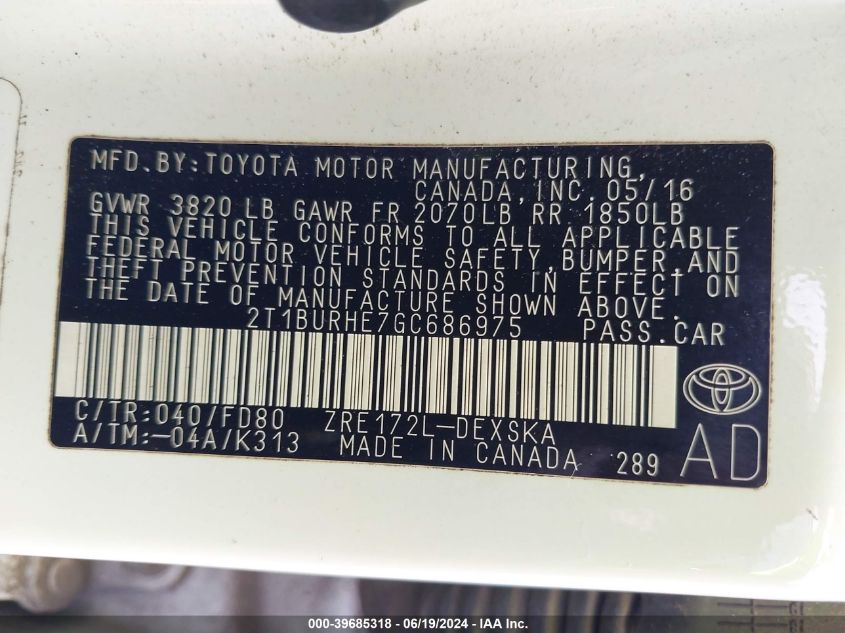 MFD.BY:TOYOTA MOTOR MANUFACTURING,
CANADA,INC. 05/16
GVWR 3820 LB GAWR FR 2070LB RR 1850LB
THIS VEHICLE CONFORMS TO ALL APPLICABLE
FEDERAL MOTOR VEHICLE SAFETY,BUMPER,AND
THEFT PREVENTION STANDARDS IN EFFECT ON
THE DATE OF MANUFACTURE SHOWN ABOVE.
2T1BURHE7GC686975 PASS.CAR
C/TR:040/FD80 ZRE172L-DEXSKA
A/TM:-04A/K313 MADE IN CANADA 289 AD
000-39685318 - 06/19/2024 - IAA Inc.